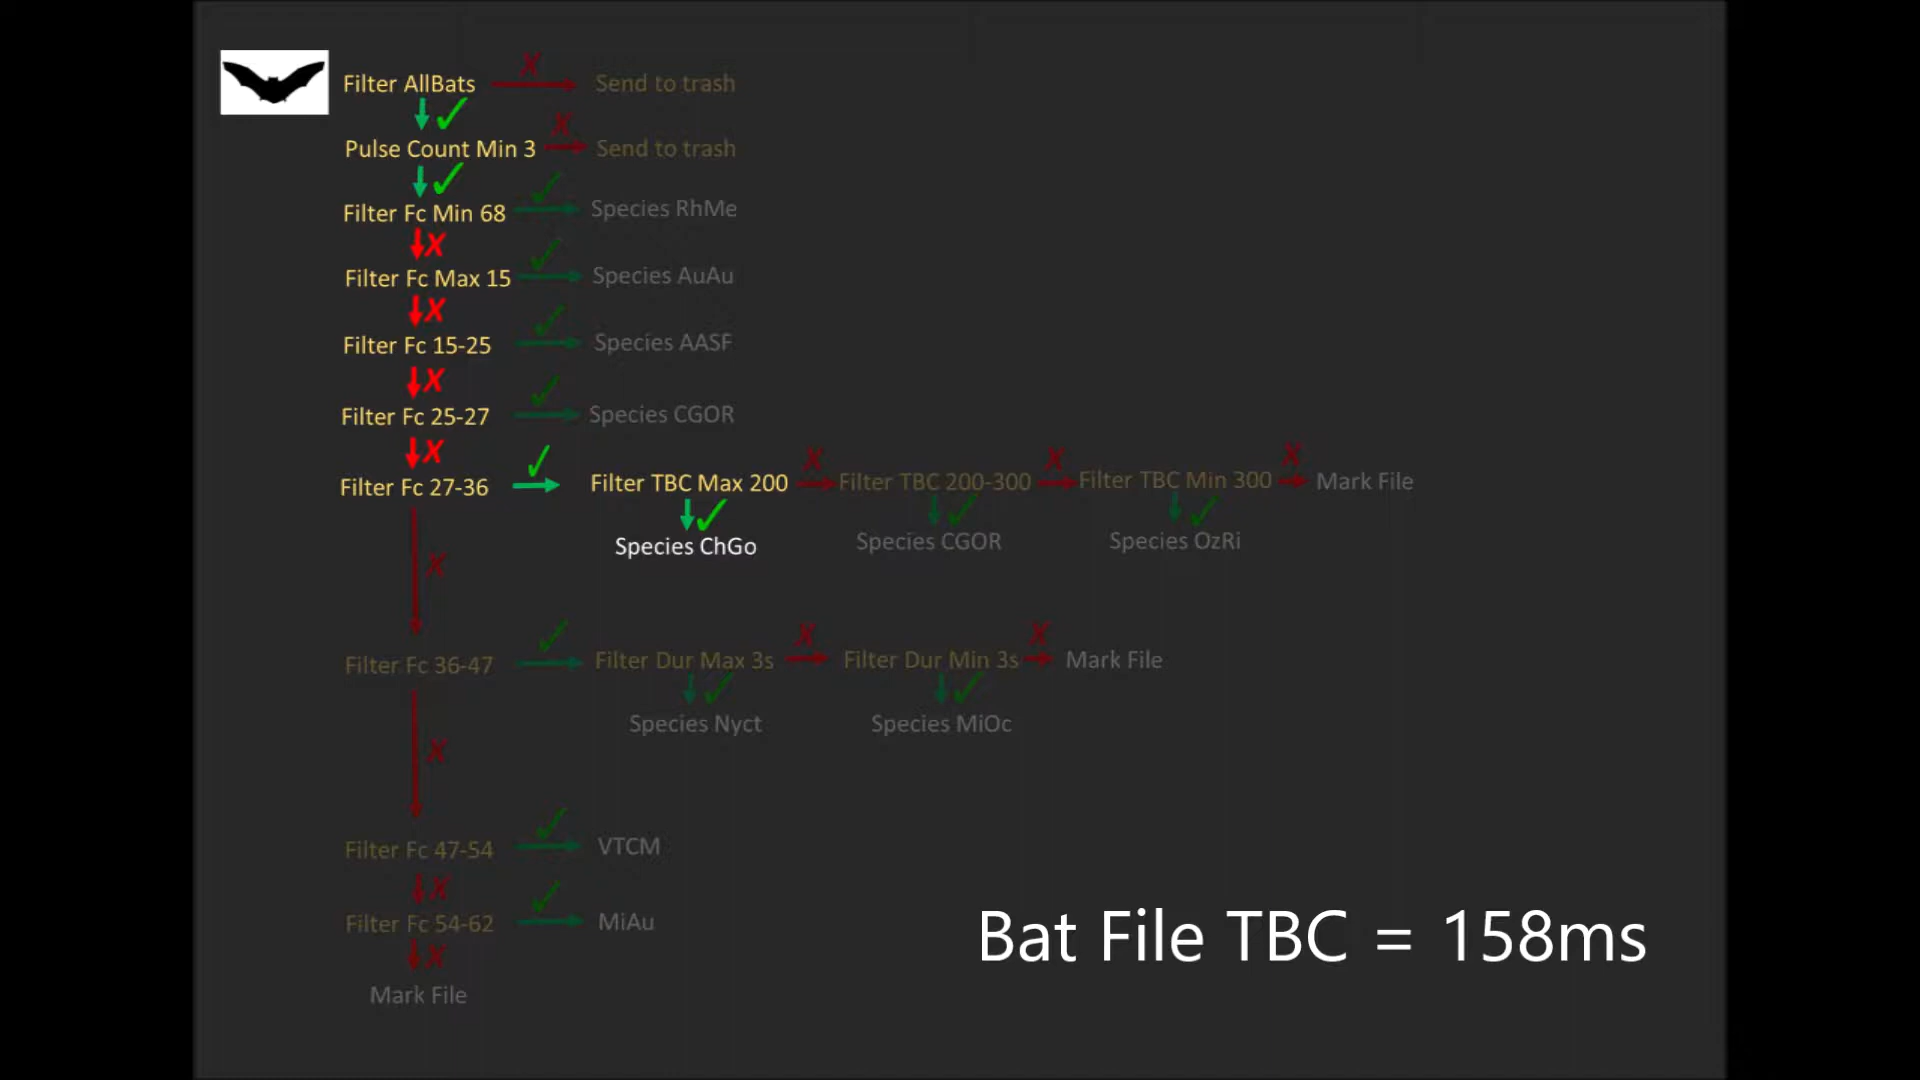 Filter AllBats X Send to trash
Pulse Count Min 3 X Send to trash
Filter Fc Min 68 Species RhMe
X
Filter Fc Max 15 Species AuAu
X
Filter Fc 15-25 Species AASF
X
Filter Fc 25-27 Species CGOR
X
Filter Fc 27-36 Filter TBC Max 200 X Filter TBC 200-300 X Filter TBC Min 300 X Mark File
Species ChGo Species CGOR Species OzRi
X
Filter Fc 36-47 Filter Dur Max 3s X Filter Dur Min 3s X Mark File
Species Nyct Species MiOc
X
Filter Fc 47-54 VTCM
X
Filter Fc 54-62 MiAu
X
Mark File
Bat File TBC = 158ms